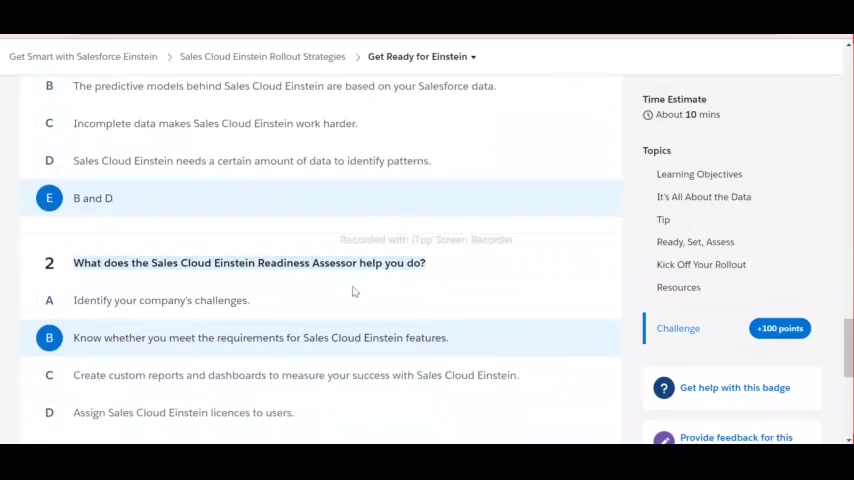 Get Smart with Salesforce Einstein > Sales Cloud Einstein Rollout Strategies > Get Ready for Einstein
B The predictive models behind Sales Cloud Einstein are based on your Salesforce data.
C Incomplete data makes Sales Cloud Einstein work harder.
D Sales Cloud Einstein needs a certain amount of data to identify patterns.
E B and D
Recorded with iTop Screen Recorder
2 What does the Sales Cloud Einstein Readiness Assessor help you do?
A Identify your company's challenges.
B Know whether you meet the requirements for Sales Cloud Einstein features.
C Create custom reports and dashboards to measure your success with Sales Cloud Einstein.
D Assign Sales Cloud Einstein licences to users.
Time Estimate
About 10 mins
Topics
Learning Objectives
It's All About the Data
Tip
Ready, Set, Assess
Kick Off Your Rollout
Resources
Challenge +100 points
? Get help with this badge
Provide feedback for this